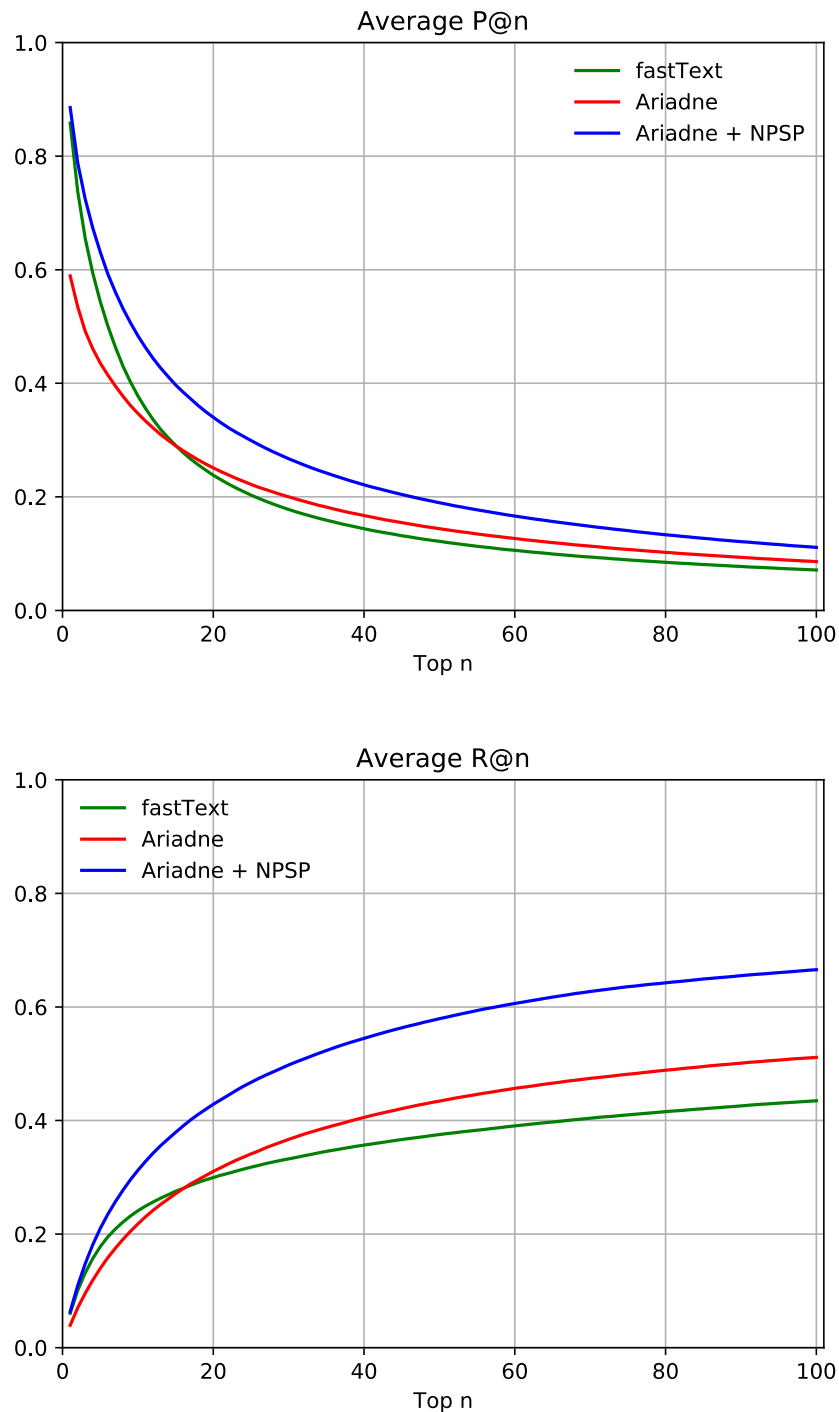 Average P@n
1.0
0.8
0.6
0.4
0.2
0.0
fastText
Ariadne
Ariadne + NPSP
0 20 40 60 80 100
Top n
Average R@n
1.0
0.8
0.6
0.4
0.2
0.0
fastText
Ariadne
Ariadne + NPSP
0 20 40 60 80 100
Top n